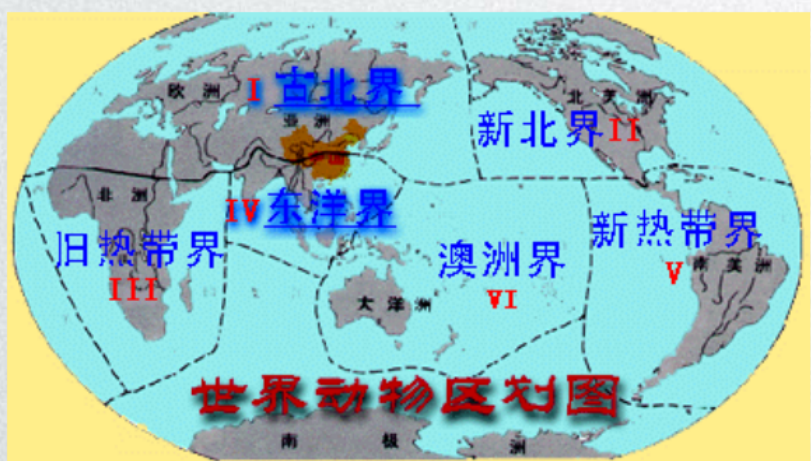 欧洲
I 古北界
北美洲
亚洲
新北界 II
非洲
IV 东洋界
旧热带界
III
新热带界
V
南美洲
澳洲界
VI
大洋洲
世界动物区划图
南极洲